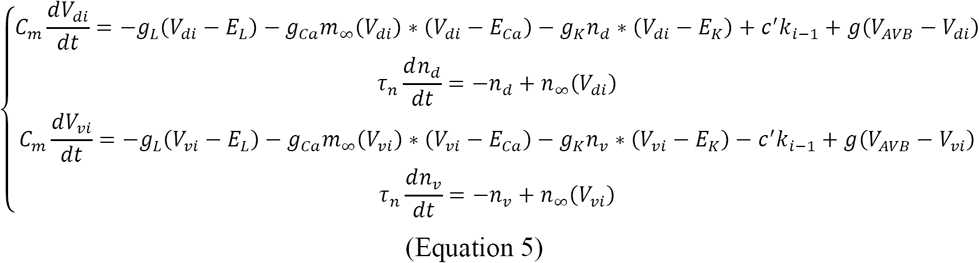 C_m dV_di/dt = −g_L(V_di − E_L) − g_Ca m_∞(V_di) * (V_di − E_Ca) − g_K n_d * (V_di − E_K) + c′k_{i−1} + g(V_AVB − V_di)
τ_n dn_d/dt = −n_d + n_∞(V_di)
C_m dV_vi/dt = −g_L(V_vi − E_L) − g_Ca m_∞(V_vi) * (V_vi − E_Ca) − g_K n_v * (V_vi − E_K) − c′k_{i−1} + g(V_AVB − V_vi)
τ_n dn_v/dt = −n_v + n_∞(V_vi)
(Equation 5)